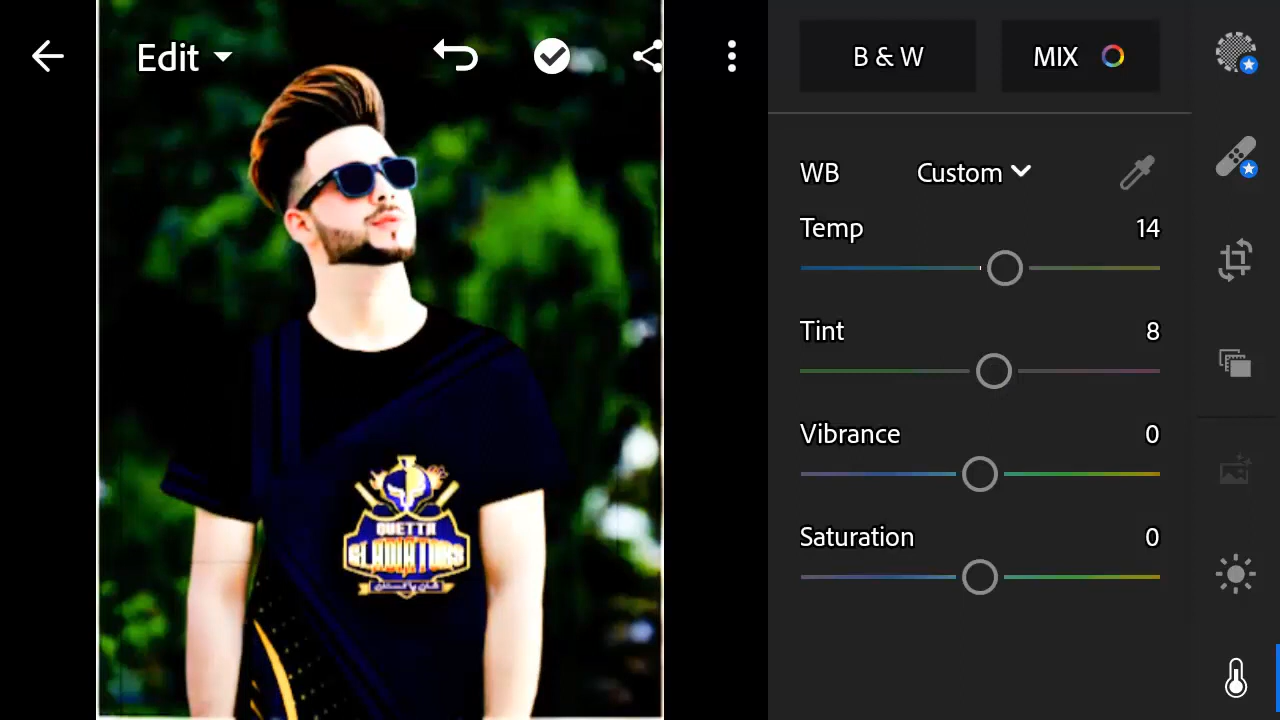 Edit
B & W
MIX
WB
Custom
Temp
14
Tint
8
Vibrance
0
Saturation
0
QUETTA
GLADIATORS